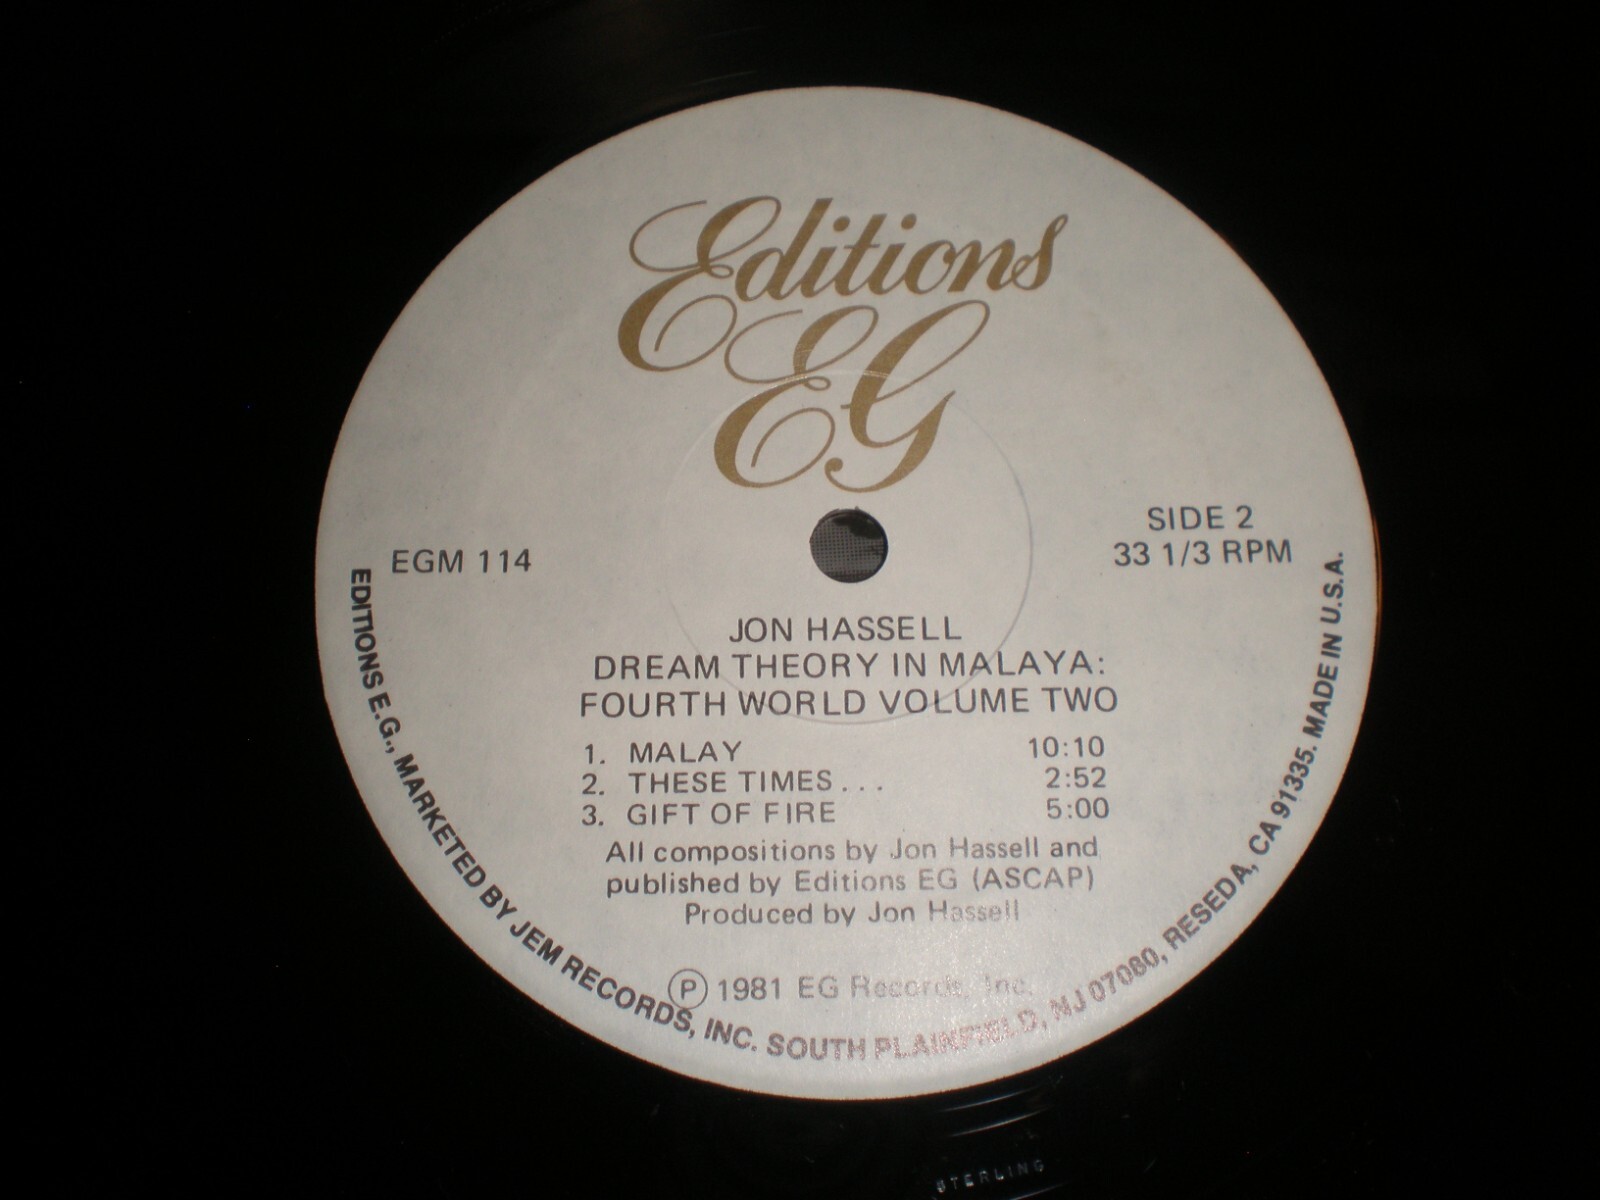 Editions
EG
EGM 114
SIDE 2
33 1/3 RPM
JON HASSELL
DREAM THEORY IN MALAYA:
FOURTH WORLD VOLUME TWO
1. MALAY 10:10
2. THESE TIMES... 2:52
3. GIFT OF FIRE 5:00
All compositions by Jon Hassell and
published by Editions EG (ASCAP)
Produced by Jon Hassell
Ⓟ 1981 EG Records, Inc.
EDITIONS E.G., MARKETED BY JEM RECORDS, INC. SOUTH PLAINFIELD, NJ 07080, RESEDA, CA 91335. MADE IN U.S.A.
STERLING